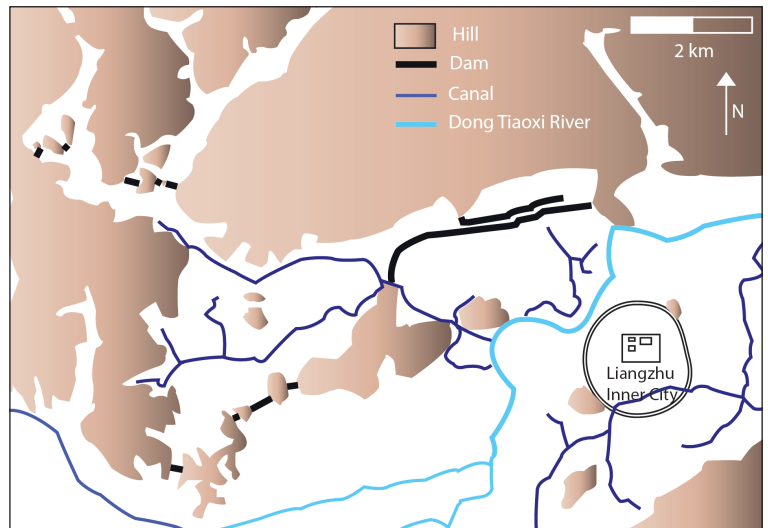 Hill
Dam
Canal
Dong Tiaoxi River
2 km
N
Liangzhu
Inner City